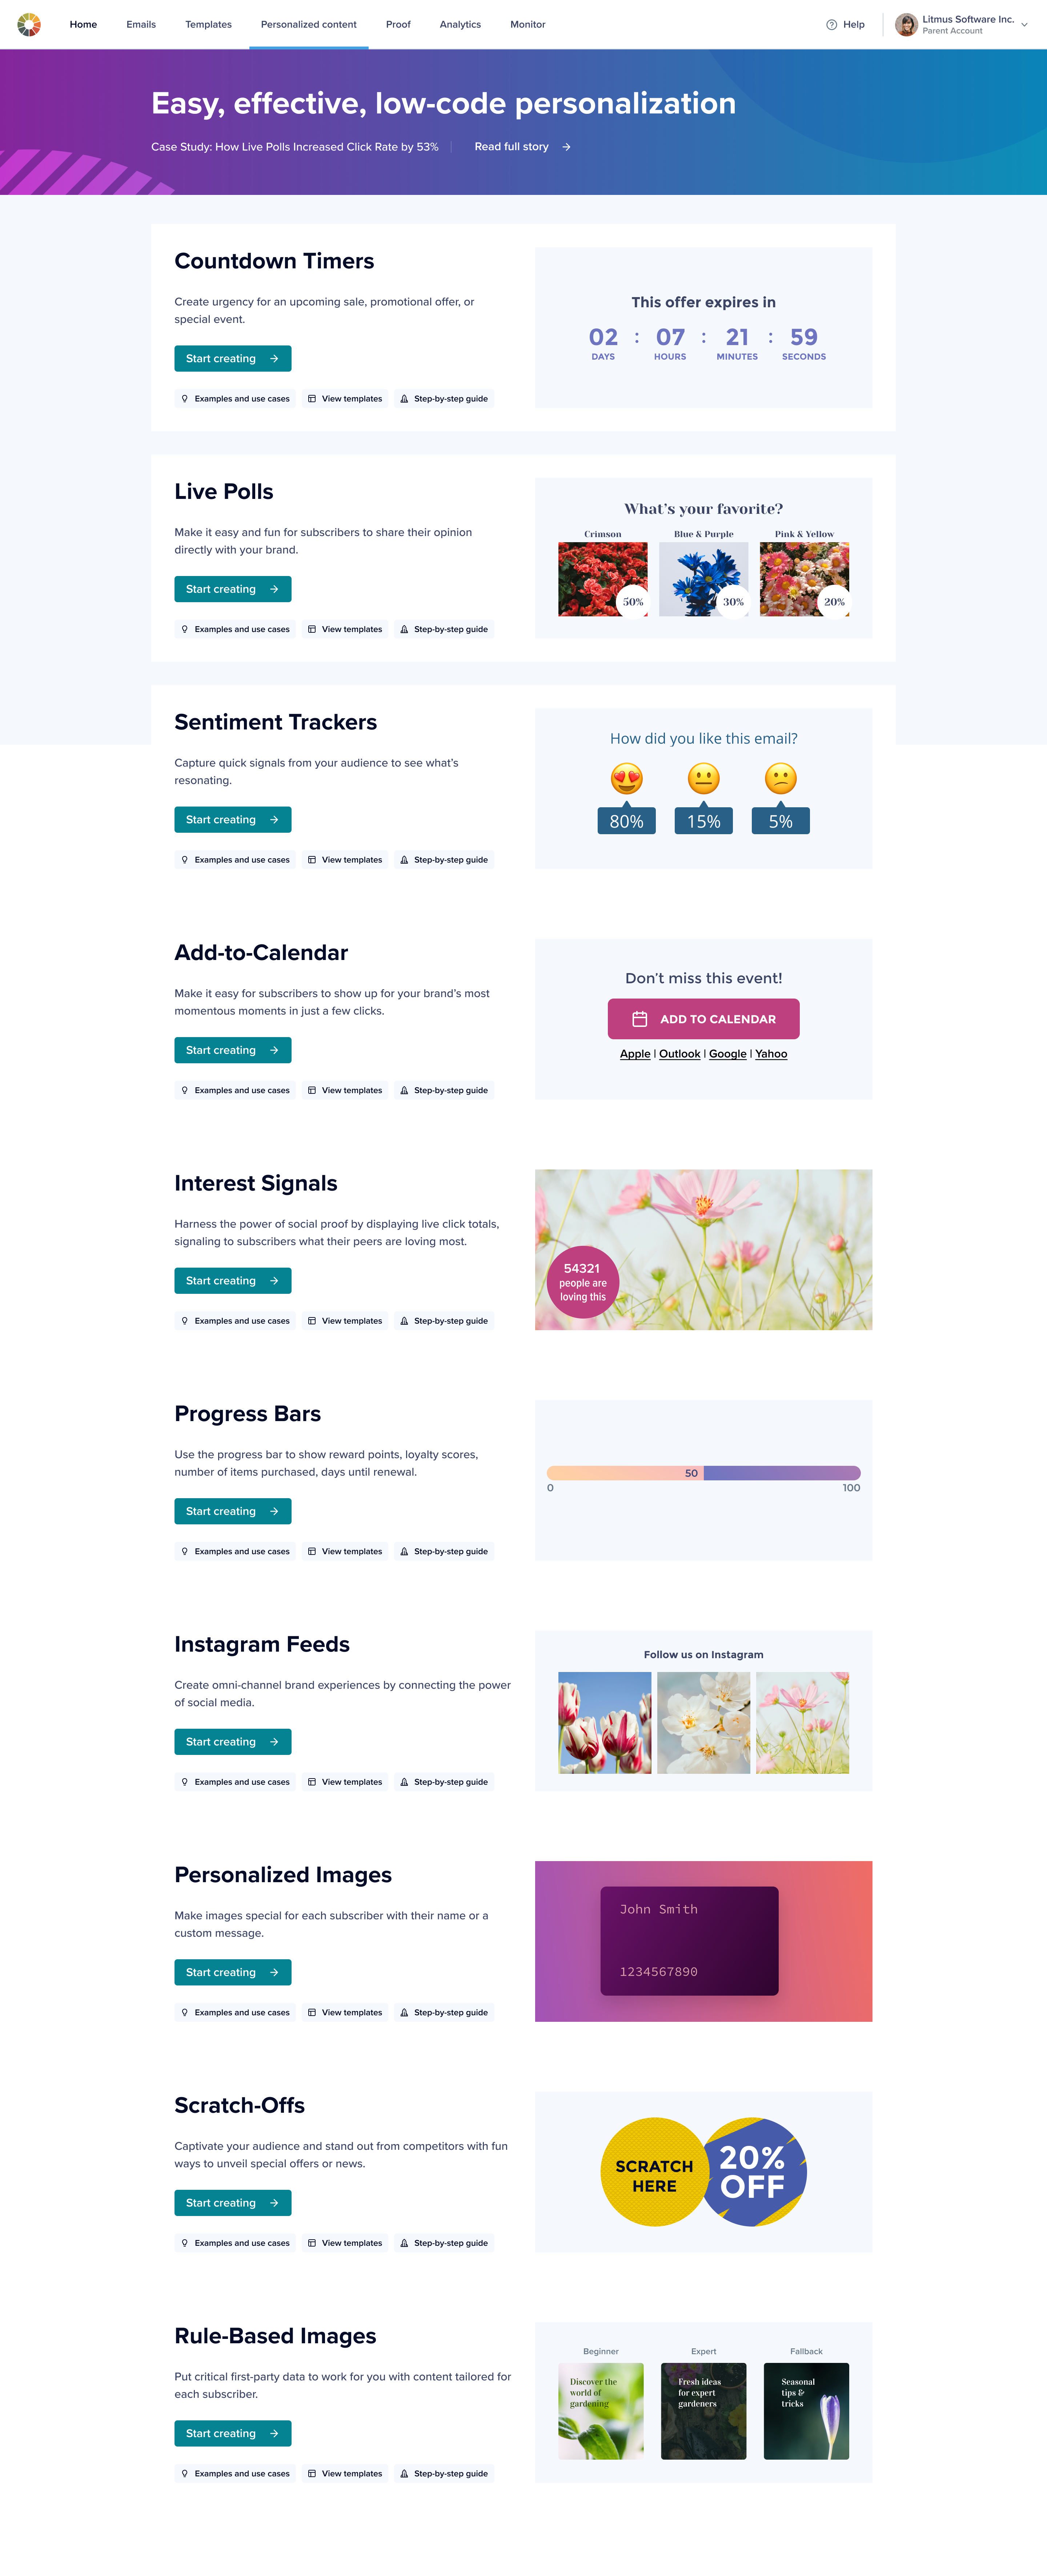 Home Emails Templates Personalized content Proof Analytics Monitor Help Litmus Software Inc.
Parent Account
Easy, effective, low-code personalization
Case Study: How Live Polls Increased Click Rate by 53% Read full story
Countdown Timers
Create urgency for an upcoming sale, promotional offer, or
special event.
Start creating
Examples and use cases View templates Step-by-step guide
This offer expires in
02 : 07 : 21 : 59
DAYS HOURS MINUTES SECONDS
Live Polls
Make it easy and fun for subscribers to share their opinion
directly with your brand.
Start creating
Examples and use cases View templates Step-by-step guide
What's your favorite?
Crimson Blue & Purple Pink & Yellow
50% 30% 20%
Sentiment Trackers
Capture quick signals from your audience to see what's
resonating.
Start creating
Examples and use cases View templates Step-by-step guide
How did you like this email?
80% 15% 5%
Add-to-Calendar
Make it easy for subscribers to show up for your brand's most
momentous moments in just a few clicks.
Start creating
Examples and use cases View templates Step-by-step guide
Don't miss this event!
ADD TO CALENDAR
Apple | Outlook | Google | Yahoo
Interest Signals
Harness the power of social proof by displaying live click totals,
signaling to subscribers what their peers are loving most.
Start creating
Examples and use cases View templates Step-by-step guide
54321
people are
loving this
Progress Bars
Use the progress bar to show reward points, loyalty scores,
number of items purchased, days until renewal.
Start creating
Examples and use cases View templates Step-by-step guide
50
0 100
Instagram Feeds
Create omni-channel brand experiences by connecting the power
of social media.
Start creating
Examples and use cases View templates Step-by-step guide
Follow us on Instagram
Personalized Images
Make images special for each subscriber with their name or a
custom message.
Start creating
Examples and use cases View templates Step-by-step guide
John Smith
1234567890
Scratch-Offs
Captivate your audience and stand out from competitors with fun
ways to unveil special offers or news.
Start creating
Examples and use cases View templates Step-by-step guide
SCRATCH
HERE
20%
OFF
Rule-Based Images
Put critical first-party data to work for you with content tailored for
each subscriber.
Start creating
Examples and use cases View templates Step-by-step guide
Beginner Expert Fallback
Discover the
world of
gardening
Fresh ideas
for expert
gardeners
Seasonal
tips &
tricks